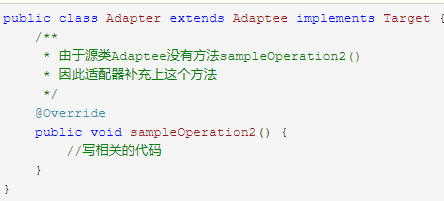 public class Adapter extends Adaptee implements Target {
/**
* 由于源类Adaptee没有方法sampleOperation2()
* 因此适配器补充上这个方法
*/
@Override
public void sampleOperation2() {
//写相关的代码
}
}